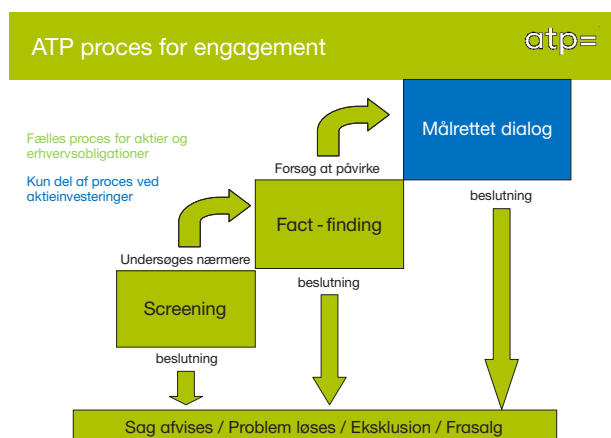 ATP proces for engagement
atp=
Målrettet dialog
Fælles proces for aktier og
erhvervsobligationer
Kun del af proces ved
aktieinvesteringer
Forsøg at påvirke
beslutning
Fact - finding
Undersøges nærmere
beslutning
Screening
beslutning
Sag afvises / Problem løses / Eksklusion / Frasalg